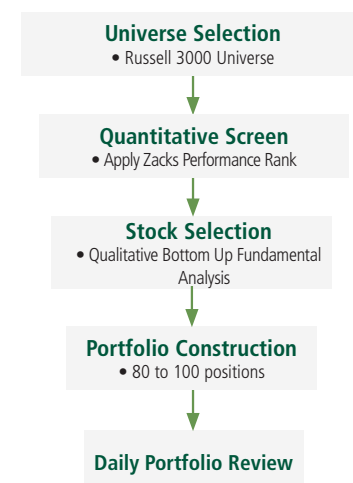 Universe Selection
• Russell 3000 Universe
Quantitative Screen
• Apply Zacks Performance Rank
Stock Selection
• Qualitative Bottom Up Fundamental
Analysis
Portfolio Construction
• 80 to 100 positions
Daily Portfolio Review